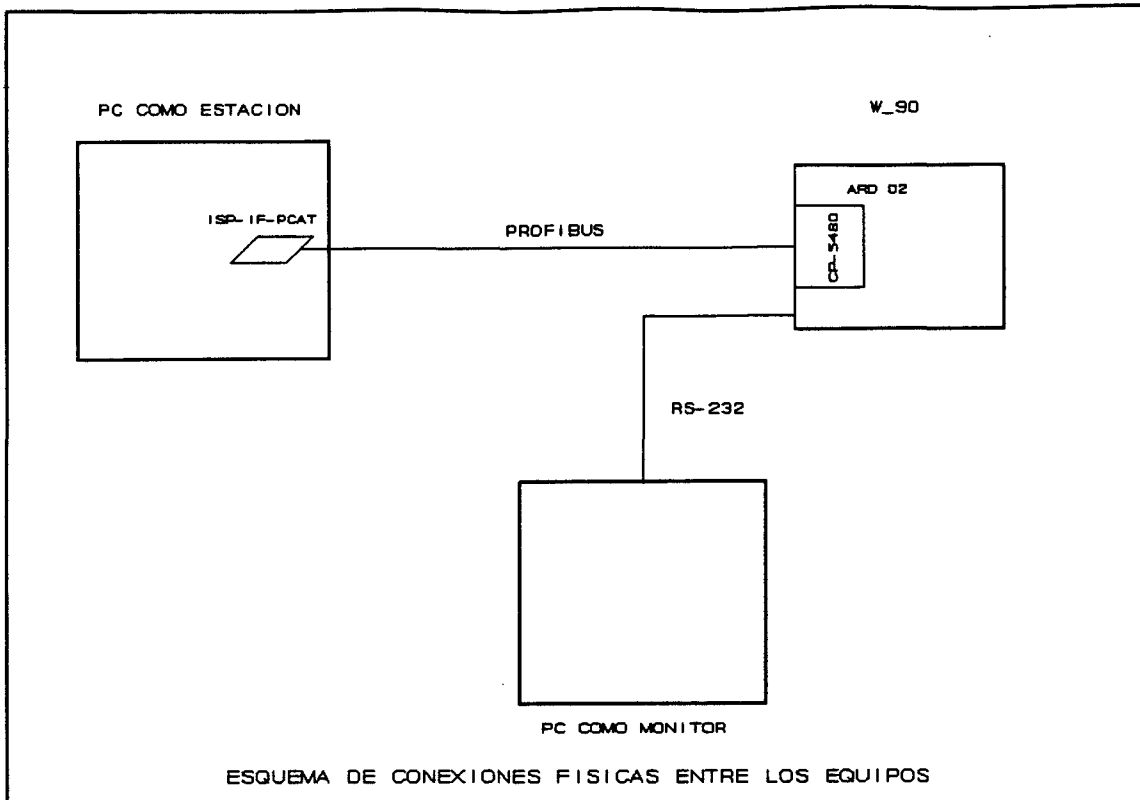 PC COMO ESTACION
W_90
ARD 02
ISP-IF-PCAT
PROFIBUS
CP-5480
RS-232
PC COMO MONITOR
ESQUEMA DE CONEXIONES FISICAS ENTRE LOS EQUIPOS